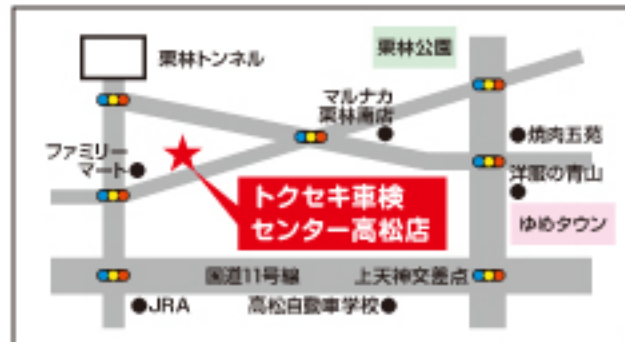 栗林公園
栗林トンネル
マルナカ
栗林南店
焼肉五苑
ファミリー
マート
洋服の青山
トクセキ車検
センター高松店
ゆめタウン
国道11号線
上天神交差点
JRA
高松自動車学校